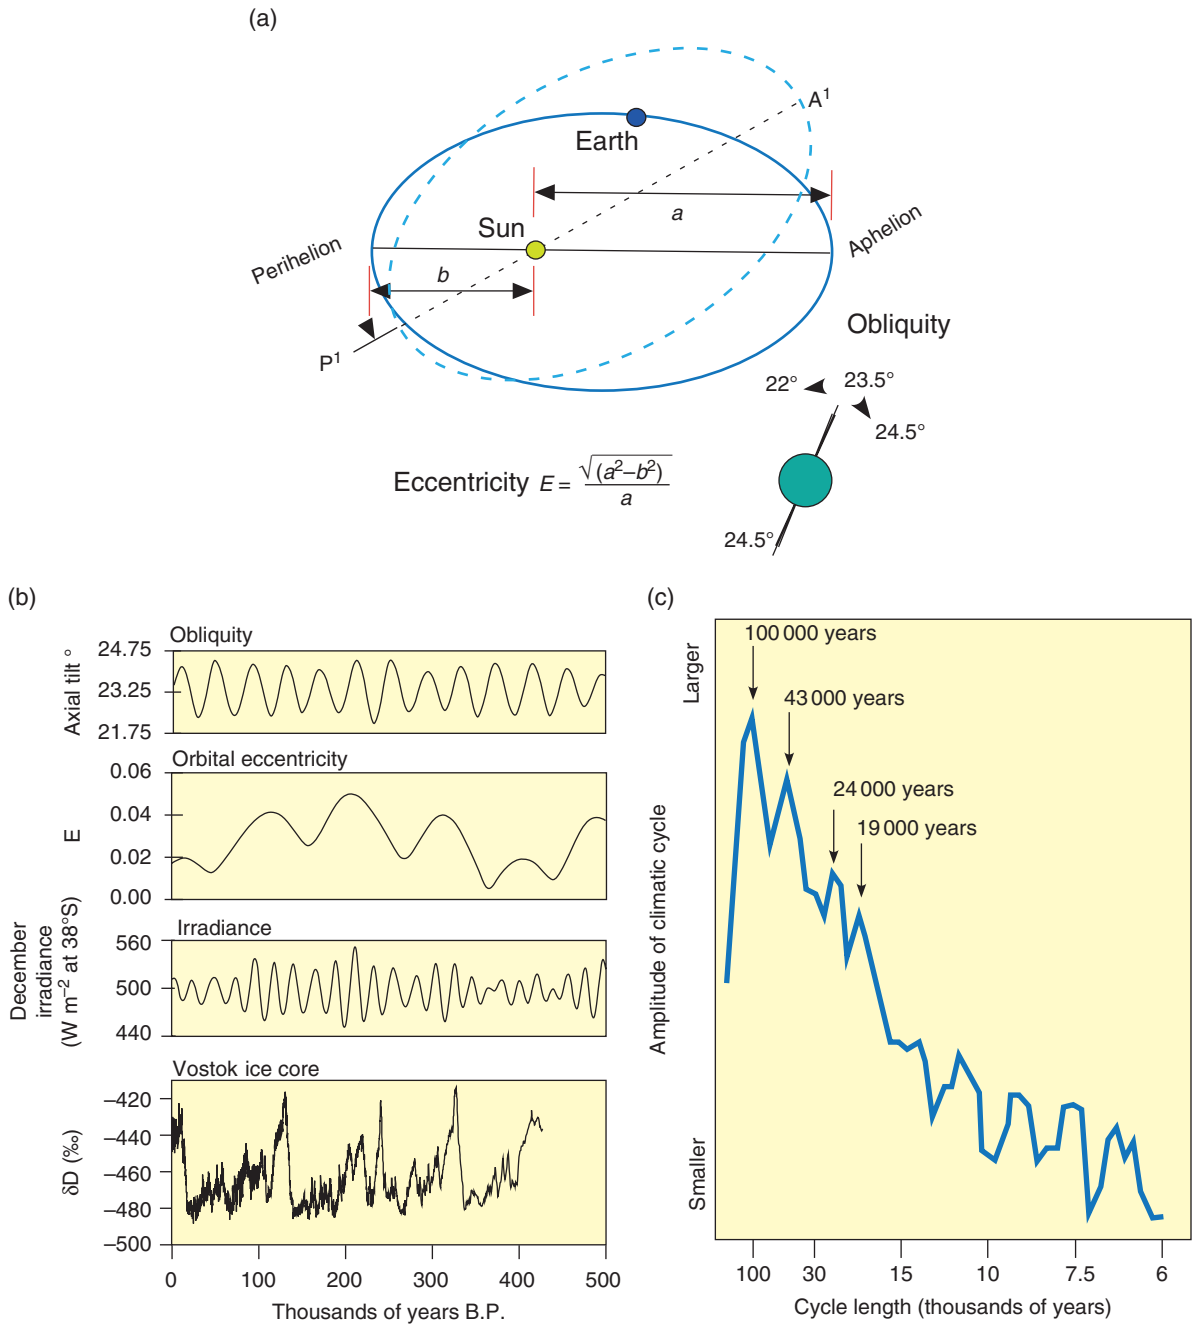 (a)
A¹
Earth
a
Sun
Perihelion
Aphelion
b
P¹
Obliquity
22° 23.5°
24.5°
Eccentricity E = √(a²–b²) / a
24.5°
(b)
Obliquity
Axial tilt °
24.75
23.25
21.75
Orbital eccentricity
E
0.06
0.04
0.02
0.00
Irradiance
December
irradiance
(W m⁻² at 38°S)
560
500
440
Vostok ice core
δD (‰)
–420
–440
–460
–480
–500
0 100 200 300 400 500
Thousands of years B.P.
(c)
100 000 years
43 000 years
24 000 years
19 000 years
Larger
Amplitude of climatic cycle
Smaller
100 30 15 10 7.5 6
Cycle length (thousands of years)